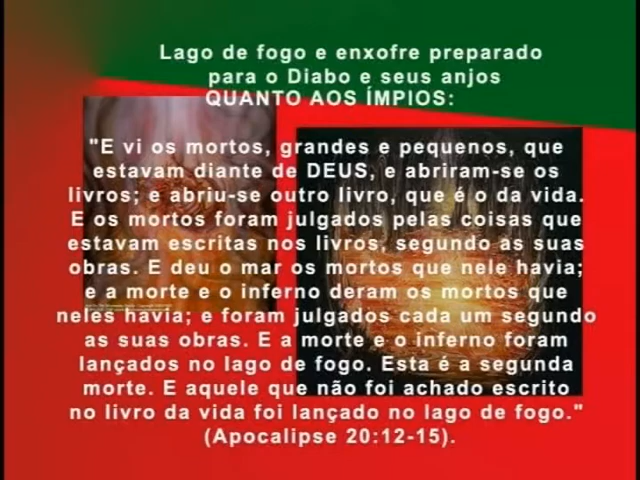 Lago de fogo e enxofre preparado
para o Diabo e seus anjos
QUANTO AOS ÍMPIOS:
"E vi os mortos, grandes e pequenos, que
estavam diante de DEUS, e abriram-se os
livros; e abriu-se outro livro, que é o da vida.
E os mortos foram julgados pelas coisas que
estavam escritas nos livros, segundo as suas
obras. E deu o mar os mortos que nele havia;
e a morte e o inferno deram os mortos que
neles havia; e foram julgados cada um segundo
as suas obras. E a morte e o inferno foram
lançados no lago de fogo. Esta é a segunda
morte. E aquele que não foi achado escrito
no livro da vida foi lançado no lago de fogo."
(Apocalipse 20:12-15).